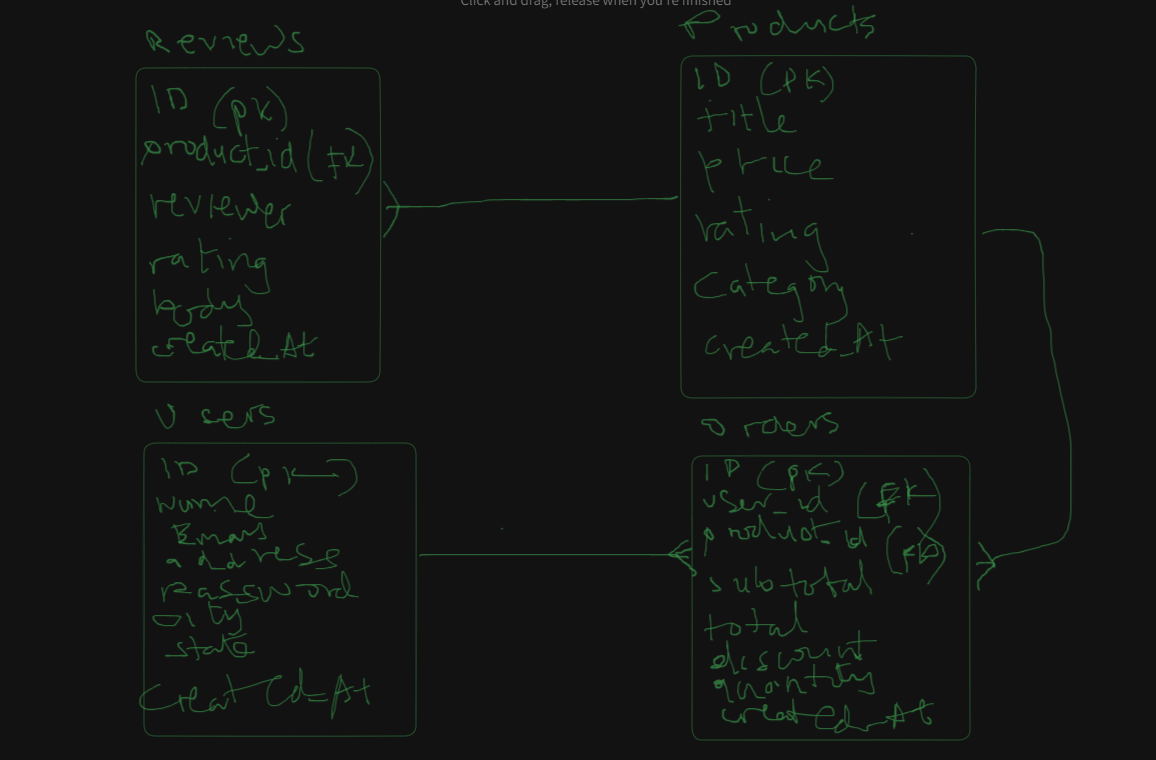 Click and drag, release when you're finished
Reviews
ID (pk)
product_id (FK)
reviewer
rating
body
created_At
Products
ID (PK)
title
price
rating
Category
created_At
Users
ID (pk)
Name
Email
address
Password
city
state
Created_At
Orders
ID (PK)
user_id (FK)
product_id (FK)
subtotal
total
discount
quantity
created_At